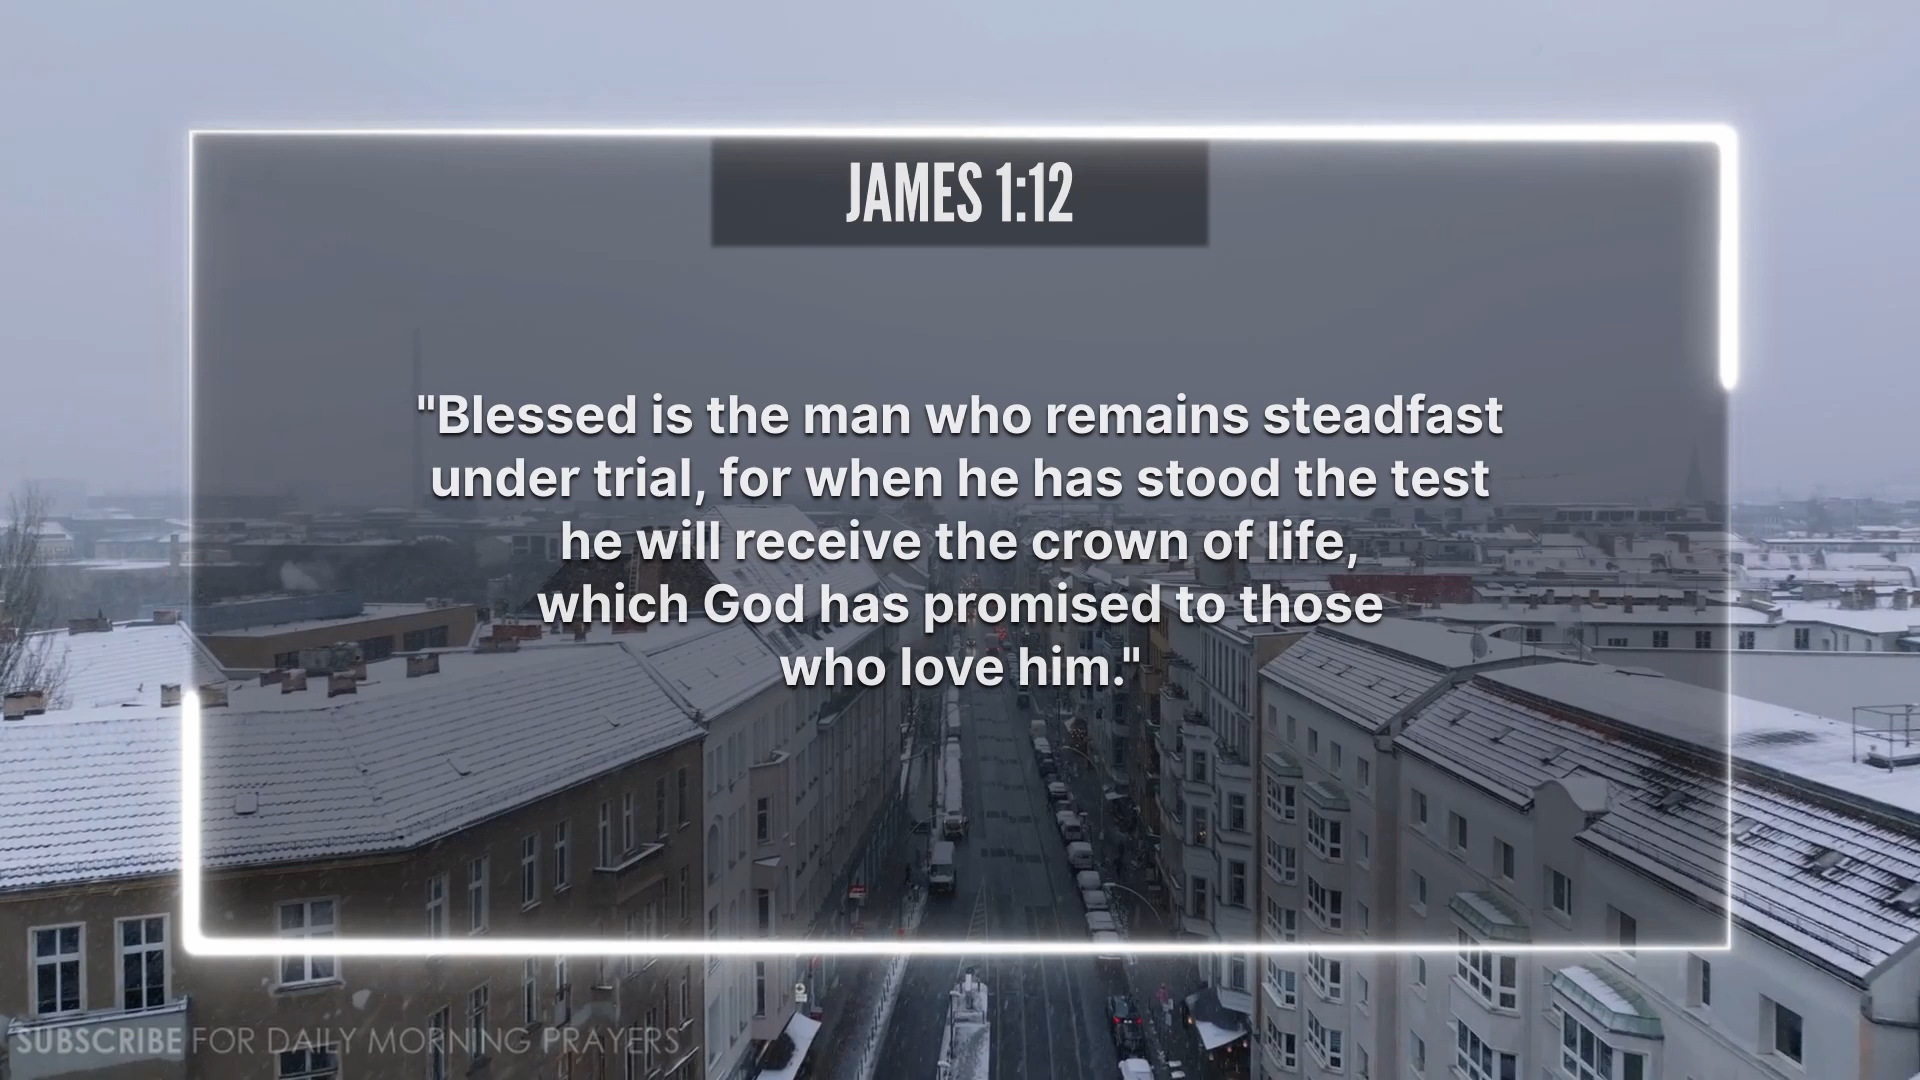 JAMES 1:12
"Blessed is the man who remains steadfast
under trial, for when he has stood the test
he will receive the crown of life,
which God has promised to those
who love him."
SUBSCRIBE FOR DAILY MORNING PRAYERS